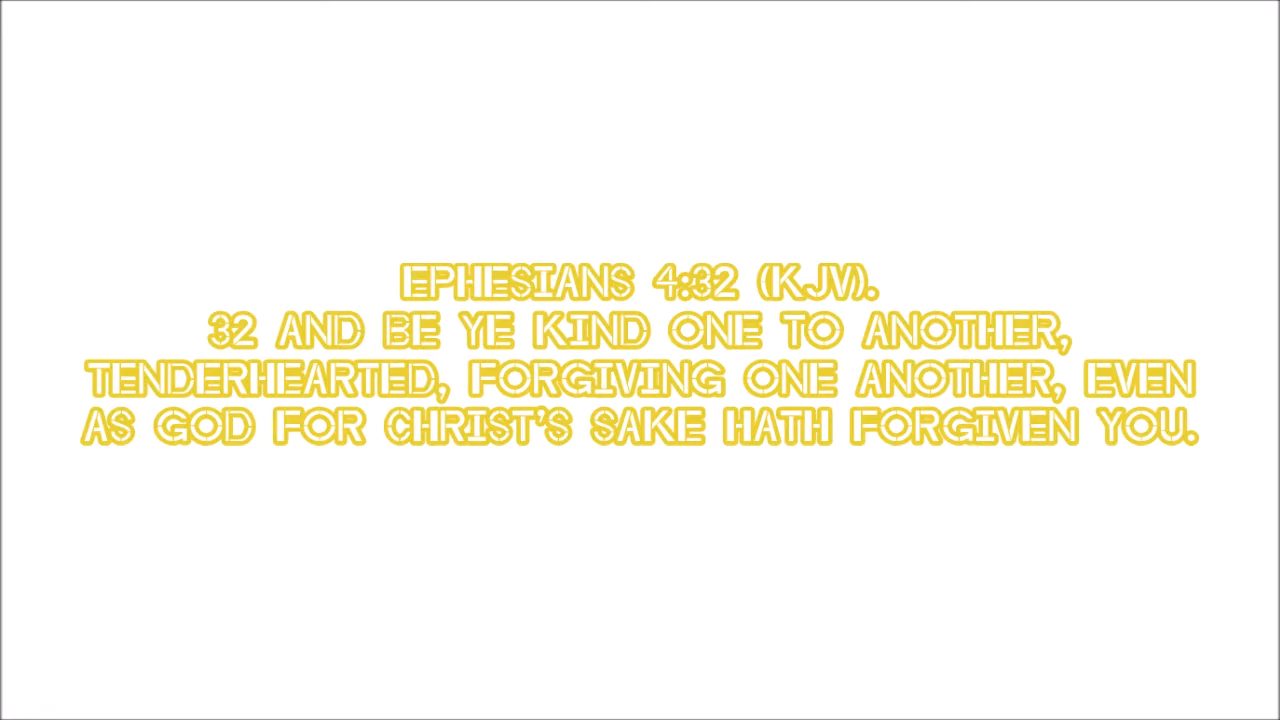 EPHESIANS 4:32 (KJV).
32 AND BE YE KIND ONE TO ANOTHER,
TENDERHEARTED, FORGIVING ONE ANOTHER, EVEN
AS GOD FOR CHRIST'S SAKE HATH FORGIVEN YOU.